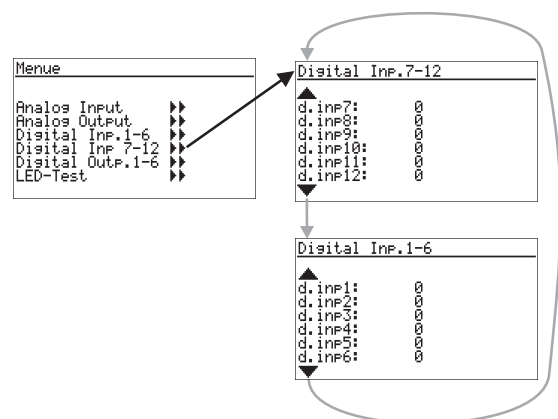 Menue
Analog Input
Analog Output
Digital Inp.1-6
Digital Inp 7-12
Digital Outp.1-6
LED-Test
Digital Inp.7-12
d.inp7: 0
d.inp8: 0
d.inp9: 0
d.inp10: 0
d.inp11: 0
d.inp12: 0
Digital Inp.1-6
d.inp1: 0
d.inp2: 0
d.inp3: 0
d.inp4: 0
d.inp5: 0
d.inp6: 0